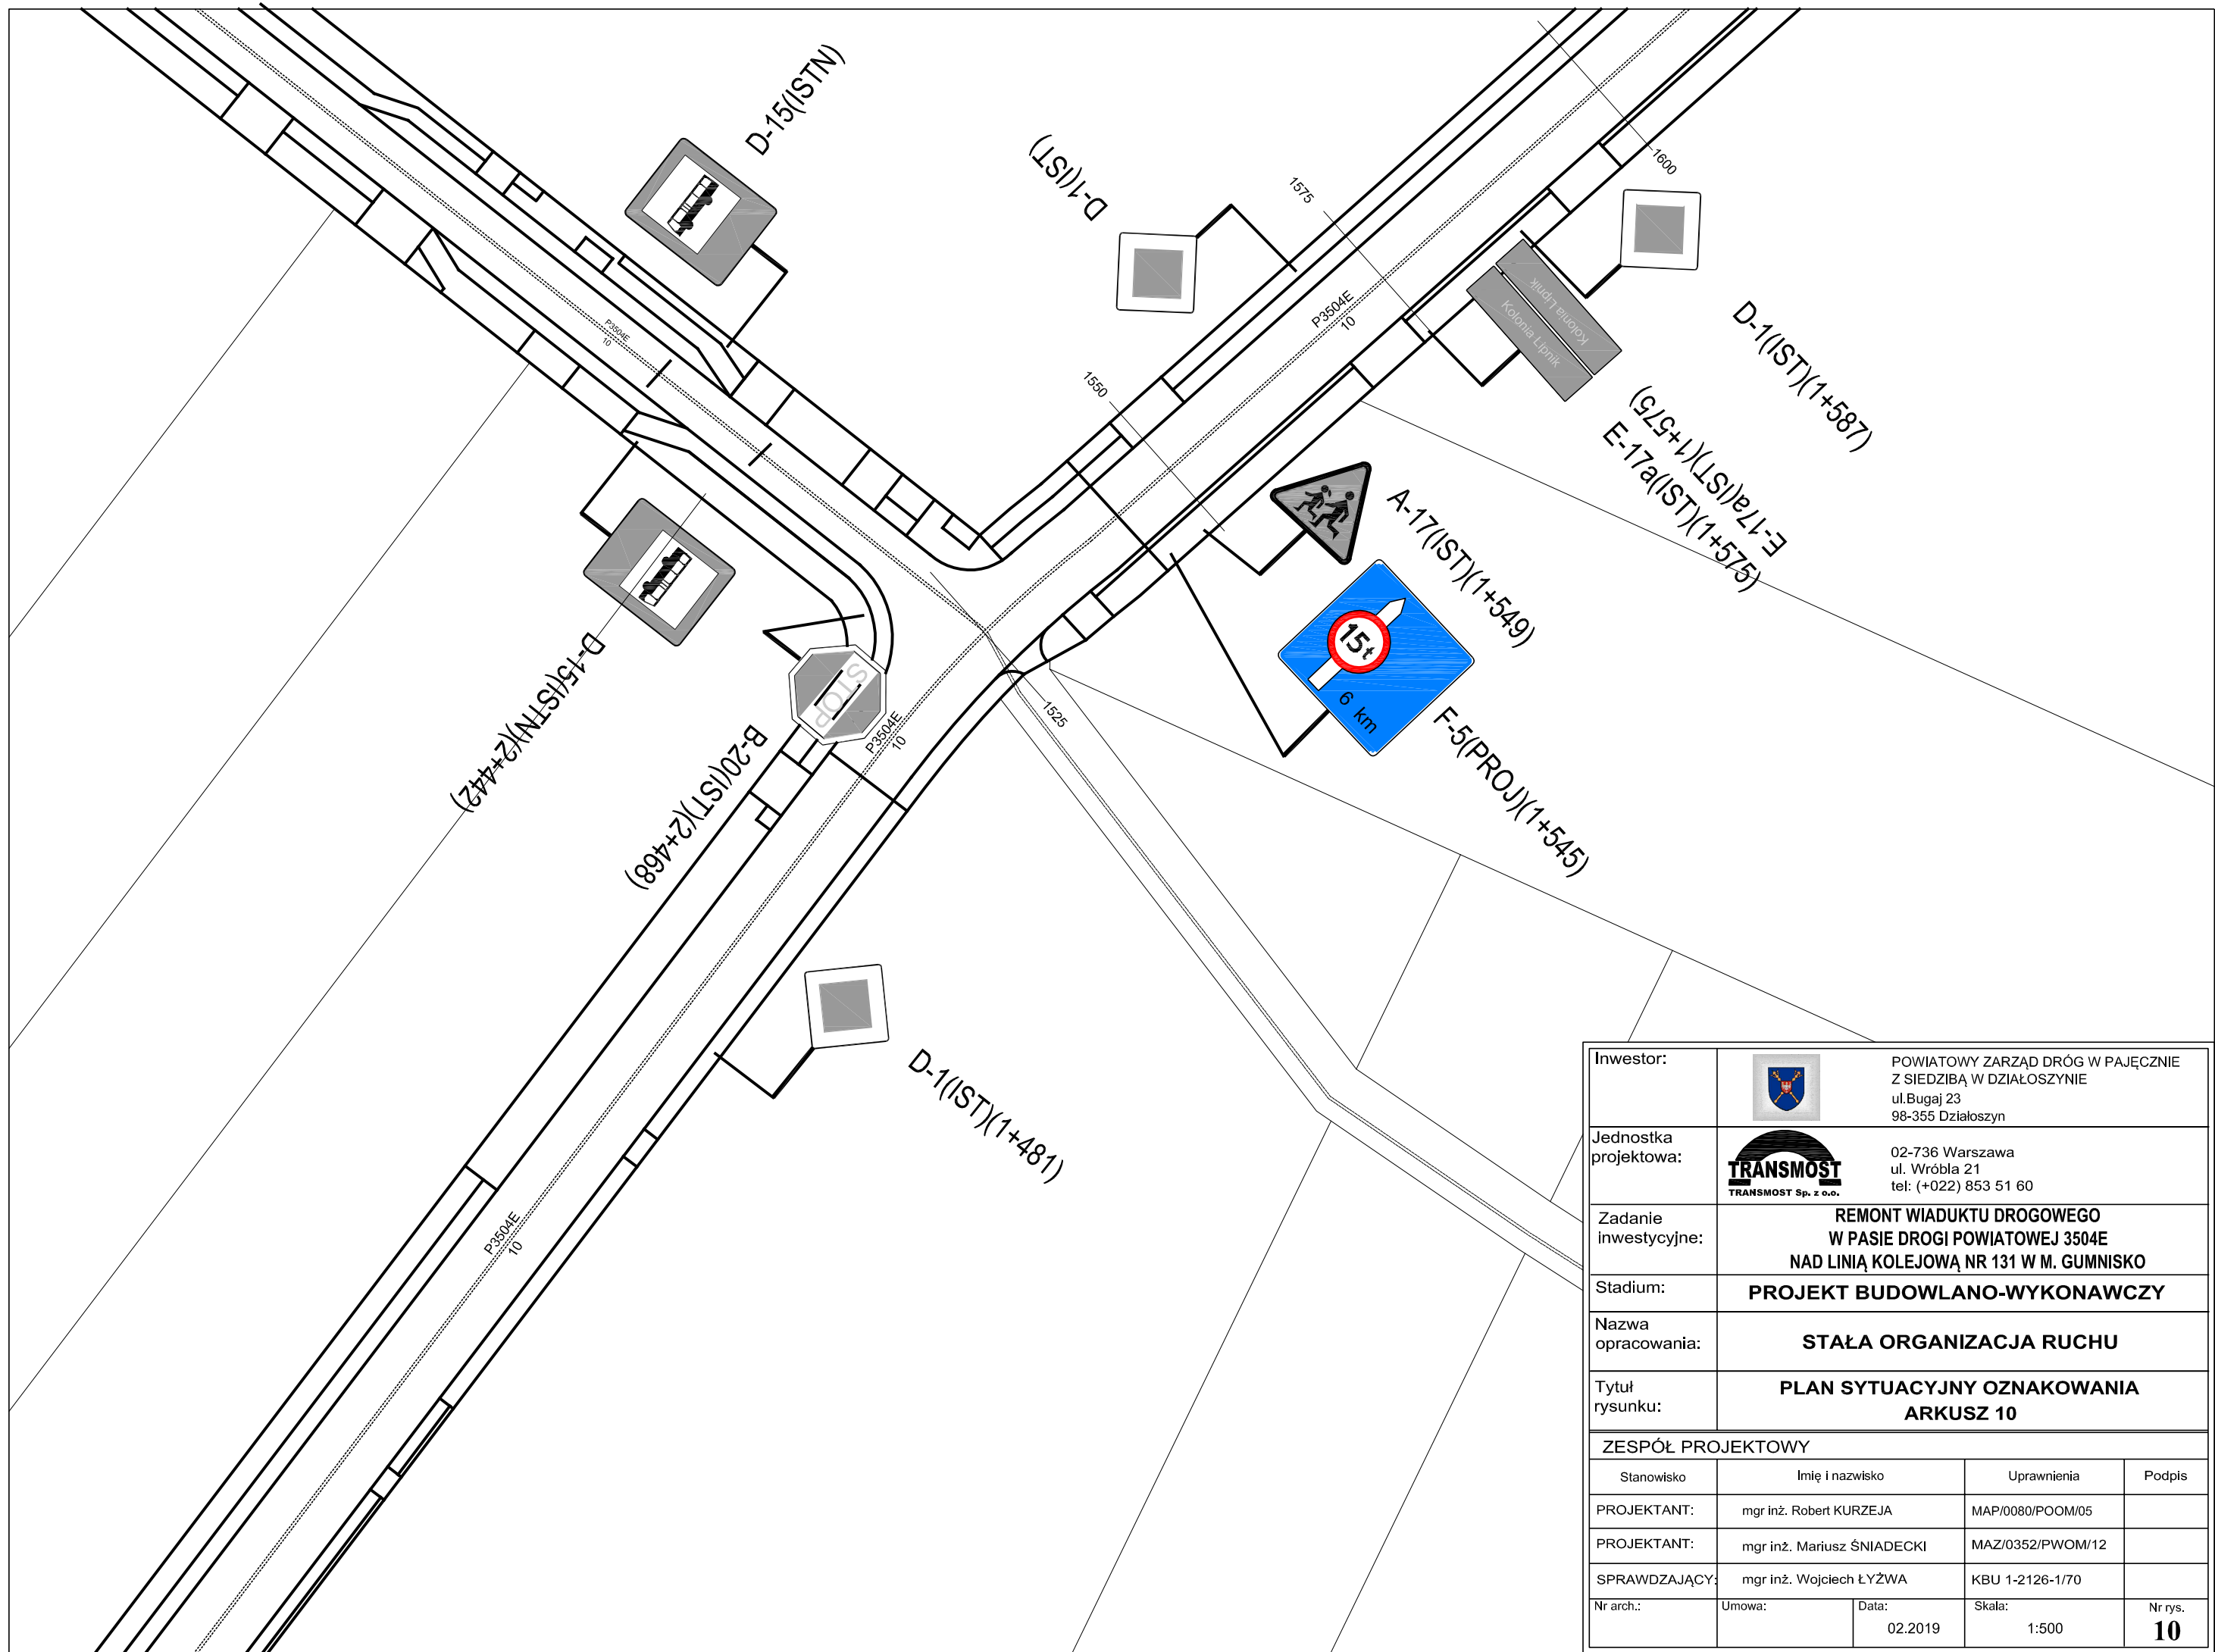 D-15(ISTN)
D-1(IST)
1575
1600
P3504E
10
P3504E
10
1550
Kolonia Lipnik
Kolonia Lipnik
D-1(IST)(1+587)
E-17a(IST)(1+575)
E-17a(IST)(1+575)
A-17(IST)(1+549)
15t
6 km
F-5(PROJ)(1+545)
D-15(ISTN)(2+442)
STOP
B-20(IST)(2+468)
P3504E
10
1525
D-1(IST)(1+481)
P3504E
10
Inwestor:
POWIATOWY ZARZĄD DRÓG W PAJĘCZNIE
Z SIEDZIBĄ W DZIAŁOSZYNIE
ul.Bugaj 23
98-355 Działoszyn
Jednostka
projektowa:
TRANSMOST
TRANSMOST Sp. z o.o.
02-736 Warszawa
ul. Wróbla 21
tel: (+022) 853 51 60
Zadanie
inwestycyjne:
REMONT WIADUKTU DROGOWEGO
W PASIE DROGI POWIATOWEJ 3504E
NAD LINIĄ KOLEJOWĄ NR 131 W M. GUMNISKO
Stadium:
PROJEKT BUDOWLANO-WYKONAWCZY
Nazwa
opracowania:
STAŁA ORGANIZACJA RUCHU
Tytuł
rysunku:
PLAN SYTUACYJNY OZNAKOWANIA
ARKUSZ 10
ZESPÓŁ PROJEKTOWY
Stanowisko Imię i nazwisko Uprawnienia Podpis
PROJEKTANT: mgr inż. Robert KURZEJA MAP/0080/POOM/05
PROJEKTANT: mgr inż. Mariusz ŚNIADECKI MAZ/0352/PWOM/12
SPRAWDZAJĄCY: mgr inż. Wojciech ŁYŻWA KBU 1-2126-1/70
Nr arch.: Umowa: Data: Skala: Nr rys.
02.2019 1:500 10